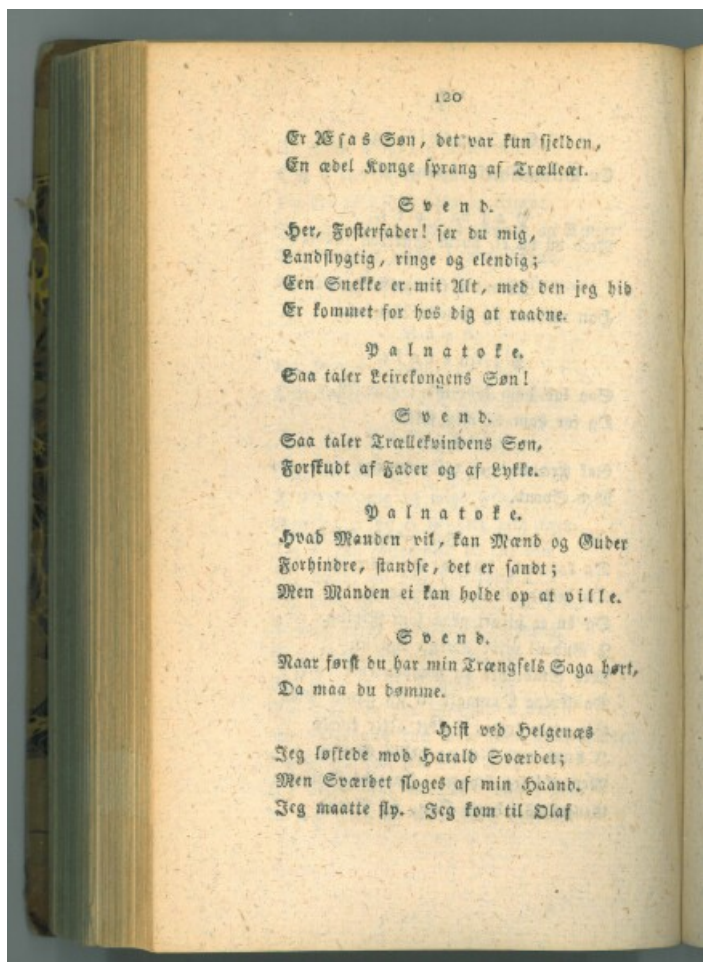 120
Er Æsas Søn, det var kun sjelden,
En ædel Konge sprang af Trælleæt.
Svend.
Her, Fosterfader! ser du mig,
Landflygtig, ringe og elendig;
Een Snekke er mit Alt, med den jeg hid
Er kommet for hos dig at raadne.
Palnatoke.
Saa taler Leirekongens Søn!
Svend.
Saa taler Trællekvindens Søn,
Forskudt af Fader og af Lykke.
Palnatoke.
Hvad Manden vil, kan Mænd og Guder
Forhindre, standse, det er sandt;
Men Manden ei kan holde op at ville.
Svend.
Naar først du har min Trængsels Saga hørt,
Da maa du dømme.
Hist ved Helgenæs
Jeg løftede mod Harald Sværdet;
Men Sværdet sloges af min Haand.
Jeg maatte fly. Jeg kom til Olaf